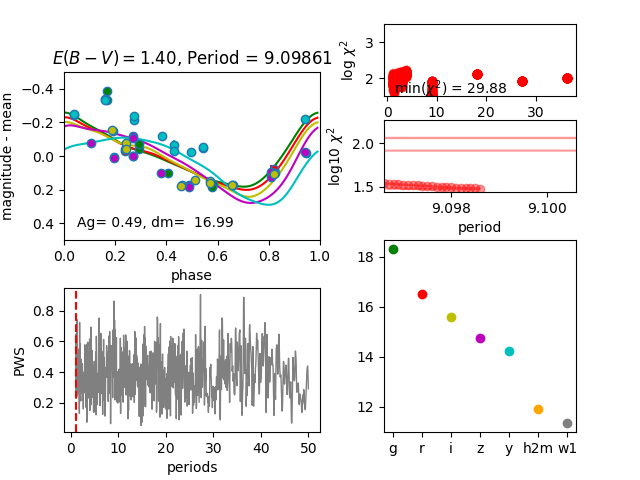 E(B − V) = 1.40, Period = 9.09861
magnitude - mean
−0.4
−0.2
0.0
0.2
0.4
Ag= 0.49, dm=  16.99
0.0 0.2 0.4 0.6 0.8 1.0
phase
log χ²
3
2
min(χ²) = 29.88
0 10 20 30
log10 χ²
2.0
1.5
9.098 9.100
period
PWS
0.8
0.6
0.4
0.2
0 10 20 30 40 50
periods
18
16
14
12
g r i z y h2m w1